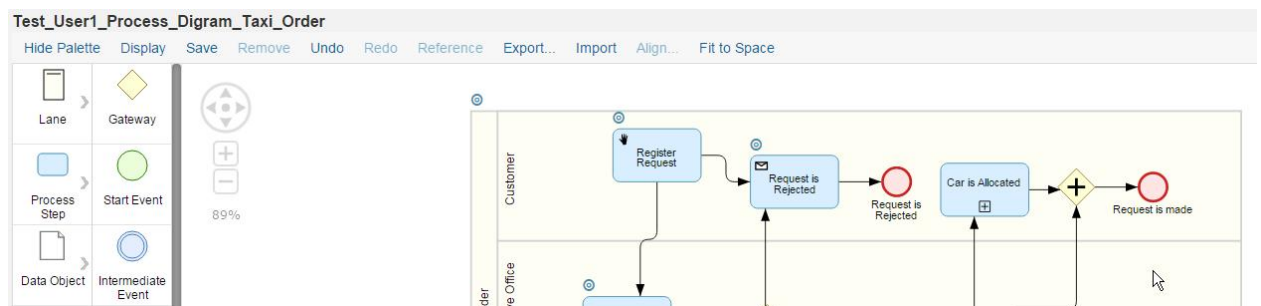 Test_User1_Process_Digram_Taxi_Order
Hide Palette Display Save Remove Undo Redo Reference Export... Import Align... Fit to Space
Lane
Gateway
Process
Step
Start Event
Data Object
Intermediate
Event
89%
Customer
Register
Request
Request is
Rejected
Request is
Rejected
Car is Allocated
Request is made